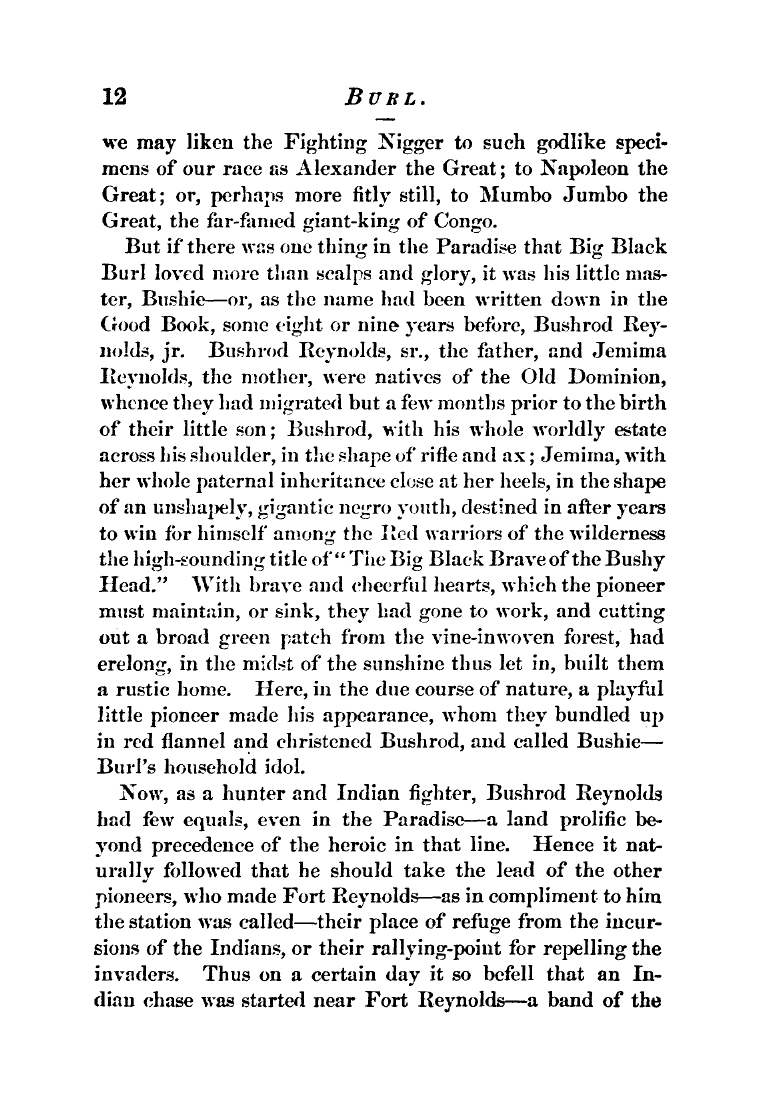 12 BURL.
we may liken the Fighting Nigger to such godlike speci-
mens of our race as Alexander the Great; to Napoleon the
Great; or, perhaps more fitly still, to Mumbo Jumbo the
Great, the far-famed giant-king of Congo.
But if there was one thing in the Paradise that Big Black
Burl loved more than scalps and glory, it was his little mas-
ter, Bushie—or, as the name had been written down in the
Good Book, some eight or nine years before, Bushrod Rey-
nolds, jr. Bushrod Reynolds, sr., the father, and Jemima
Reynolds, the mother, were natives of the Old Dominion,
whence they had migrated but a few months prior to the birth
of their little son; Bushrod, with his whole worldly estate
across his shoulder, in the shape of rifle and ax; Jemima, with
her whole paternal inheritance close at her heels, in the shape
of an unshapely, gigantic negro youth, destined in after years
to win for himself among the Red warriors of the wilderness
the high-sounding title of "The Big Black Brave of the Bushy
Head." With brave and cheerful hearts, which the pioneer
must maintain, or sink, they had gone to work, and cutting
out a broad green patch from the vine-inwoven forest, had
erelong, in the midst of the sunshine thus let in, built them
a rustic home. Here, in the due course of nature, a playful
little pioneer made his appearance, whom they bundled up
in red flannel and christened Bushrod, and called Bushie—
Burl's household idol.
Now, as a hunter and Indian fighter, Bushrod Reynolds
had few equals, even in the Paradise—a land prolific be-
yond precedence of the heroic in that line. Hence it nat-
urally followed that he should take the lead of the other
pioneers, who made Fort Reynolds—as in compliment to him
the station was called—their place of refuge from the incur-
sions of the Indians, or their rallying-point for repelling the
invaders. Thus on a certain day it so befell that an In-
dian chase was started near Fort Reynolds—a band of the